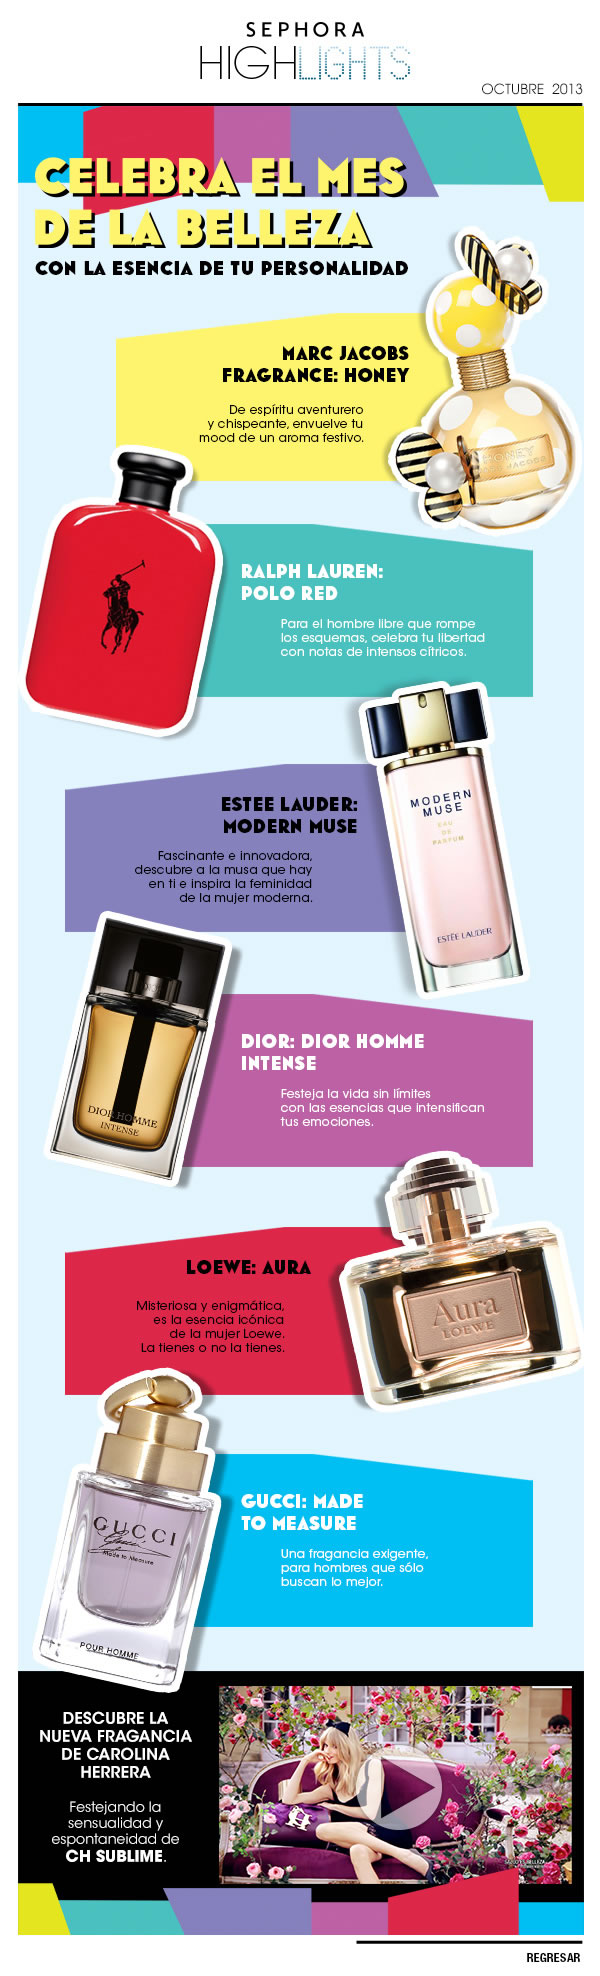 SEPHORA
HIGHLIGHTS
OCTUBRE 2013
CELEBRA EL MES
DE LA BELLEZA
CON LA ESENCIA DE TU PERSONALIDAD
MARC JACOBS
FRAGRANCE: HONEY
De espíritu aventurero
y chispeante, envuelve tu
mood de un aroma festivo.
HONEY
MARC JACOBS
RALPH LAUREN:
POLO RED
Para el hombre libre que rompe
los esquemas, celebra tu libertad
con notas de intensos cítricos.
ESTEE LAUDER:
MODERN MUSE
Fascinante e innovadora,
descubre a la musa que hay
en ti e inspira la feminidad
de la mujer moderna.
MODERN
MUSE
EAU
DE
PARFUM
ESTÉE LAUDER
DIOR: DIOR HOMME
INTENSE
Festeja la vida sin límites
con las esencias que intensifican
tus emociones.
DIOR HOMME
INTENSE
LOEWE: AURA
Misteriosa y enigmática,
es la esencia icónica
de la mujer Loewe.
La tienes o no la tienes.
Aura
LOEWE
GUCCI: MADE
TO MEASURE
Una fragancia exigente,
para hombres que sólo
buscan lo mejor.
GUCCI
Made to Measure
POUR HOMME
DESCUBRE LA
NUEVA FRAGANCIA
DE CAROLINA
HERRERA
Festejando la
sensualidad y
espontaneidad de
CH SUBLIME.
REGRESAR